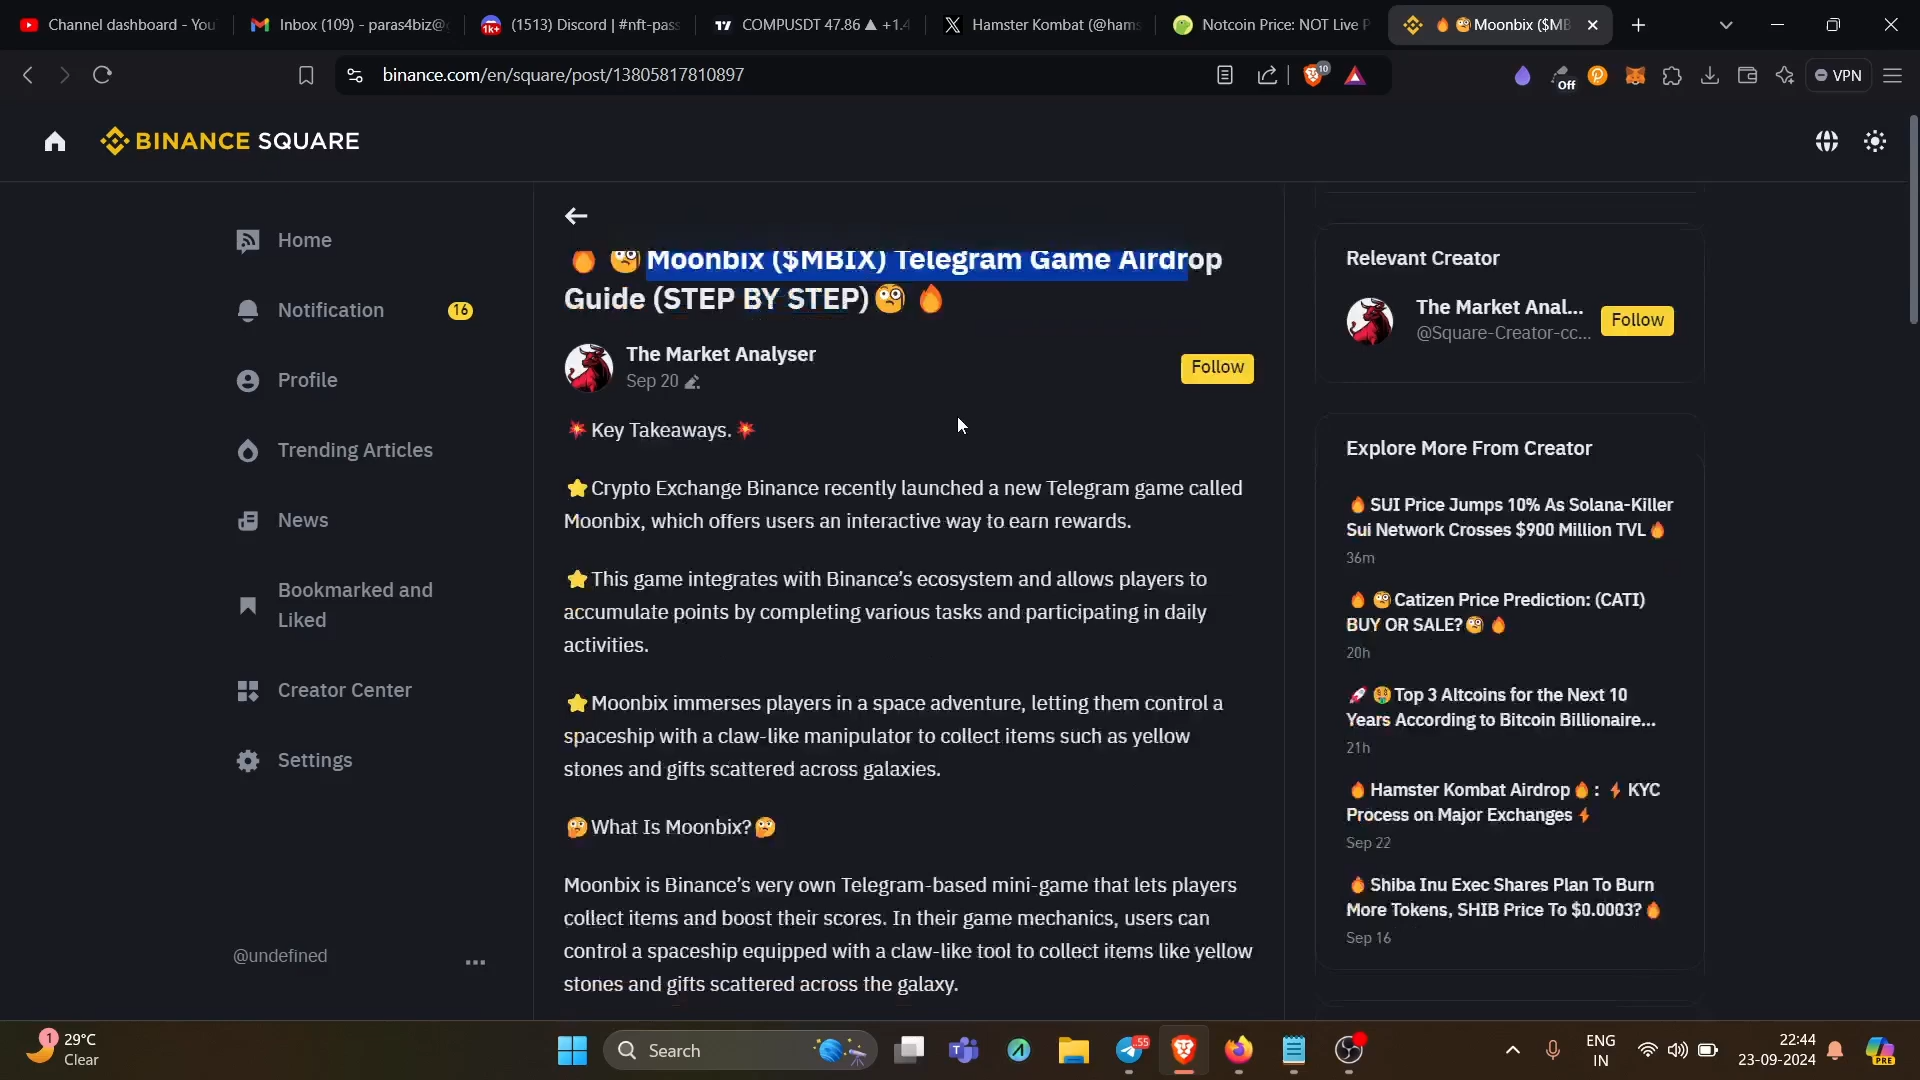 Channel dashboard - You
Inbox (109) - paras4biz@g
(1513) Discord | #nft-pass
COMPUSDT 47.86 ▲ +1.4
Hamster Kombat (@hams
Notcoin Price: NOT Live P
🔥 🧐Moonbix ($MB
binance.com/en/square/post/13805817810897
10
Off
VPN
BINANCE SQUARE
Home
Notification
16
Profile
Trending Articles
News
Bookmarked and
Liked
Creator Center
Settings
@undefined
...
🔥 🧐Moonbix ($MBIX) Telegram Game Airdrop
Guide (STEP BY STEP)🧐 🔥
The Market Analyser
Sep 20
Follow
💥Key Takeaways.💥
⭐Crypto Exchange Binance recently launched a new Telegram game called
Moonbix, which offers users an interactive way to earn rewards.
⭐This game integrates with Binance’s ecosystem and allows players to
accumulate points by completing various tasks and participating in daily
activities.
⭐Moonbix immerses players in a space adventure, letting them control a
spaceship with a claw-like manipulator to collect items such as yellow
stones and gifts scattered across galaxies.
🤔What Is Moonbix?🤔
Moonbix is Binance’s very own Telegram-based mini-game that lets players
collect items and boost their scores. In their game mechanics, users can
control a spaceship equipped with a claw-like tool to collect items like yellow
stones and gifts scattered across the galaxy.
Relevant Creator
The Market Anal...
@Square-Creator-cc...
Follow
Explore More From Creator
🔥SUI Price Jumps 10% As Solana-Killer
Sui Network Crosses $900 Million TVL🔥
36m
🔥 🧐Catizen Price Prediction: (CATI)
BUY OR SALE?🧐 🔥
20h
🚀 🤑Top 3 Altcoins for the Next 10
Years According to Bitcoin Billionaire...
21h
🔥Hamster Kombat Airdrop🔥: ⚡KYC
Process on Major Exchanges⚡
Sep 22
🔥Shiba Inu Exec Shares Plan To Burn
More Tokens, SHIB Price To $0.0003?🔥
Sep 16
1
29°C
Clear
Search
55
ENG
IN
22:44
23-09-2024
PRE